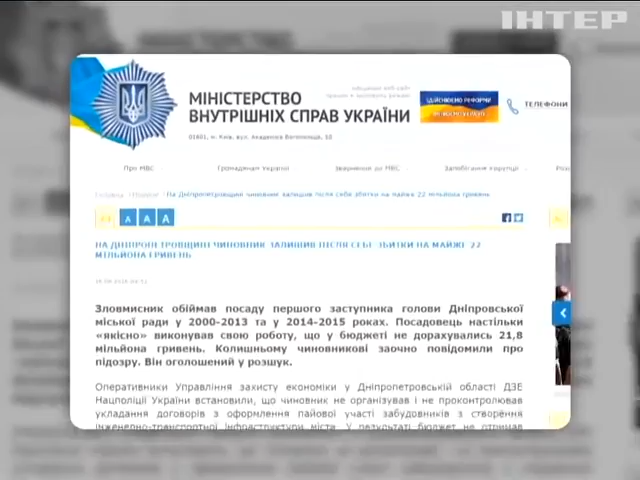 ІНТЕР
МІНІСТЕРСТВО
ВНУТРІШНІХ СПРАВ УКРАЇНИ
01601, м. Київ, вул. Академіка Богомольця, 10
ЗДІЙСНЮЄМО РЕФОРМИ
ТЕЛЕФОНИ
Про МВС Громадянам України Звернення до МВС Запобігання корупції
На Дніпропетровщині чиновник залишив після себе збитки на майже 22 мільйона гривень
А А А
НА ДНІПРОПЕТРОВЩИНІ ЧИНОВНИК ЗАЛИШИВ ПІСЛЯ СЕБЕ ЗБИТКИ НА МАЙЖЕ 22
МІЛЬЙОНА ГРИВЕНЬ
Зловмисник обіймав посаду першого заступника голови Дніпровської
міської ради у 2000-2013 та у 2014-2015 роках. Посадовець настільки
«якісно» виконував свою роботу, що у бюджеті не дорахувались 21,8
мільйона гривень. Колишньому чиновникові заочно повідомили про
підозру. Він оголошений у розшук.
Оперативники Управління захисту економіки у Дніпропетровській області ДЗЕ
Нацполіції України встановили, що чиновник не організував і не проконтролював
укладання договорів з оформлення пайової участі забудовників з створення
інженерно-транспортної інфраструктури міста. У результаті бюджет не отримав